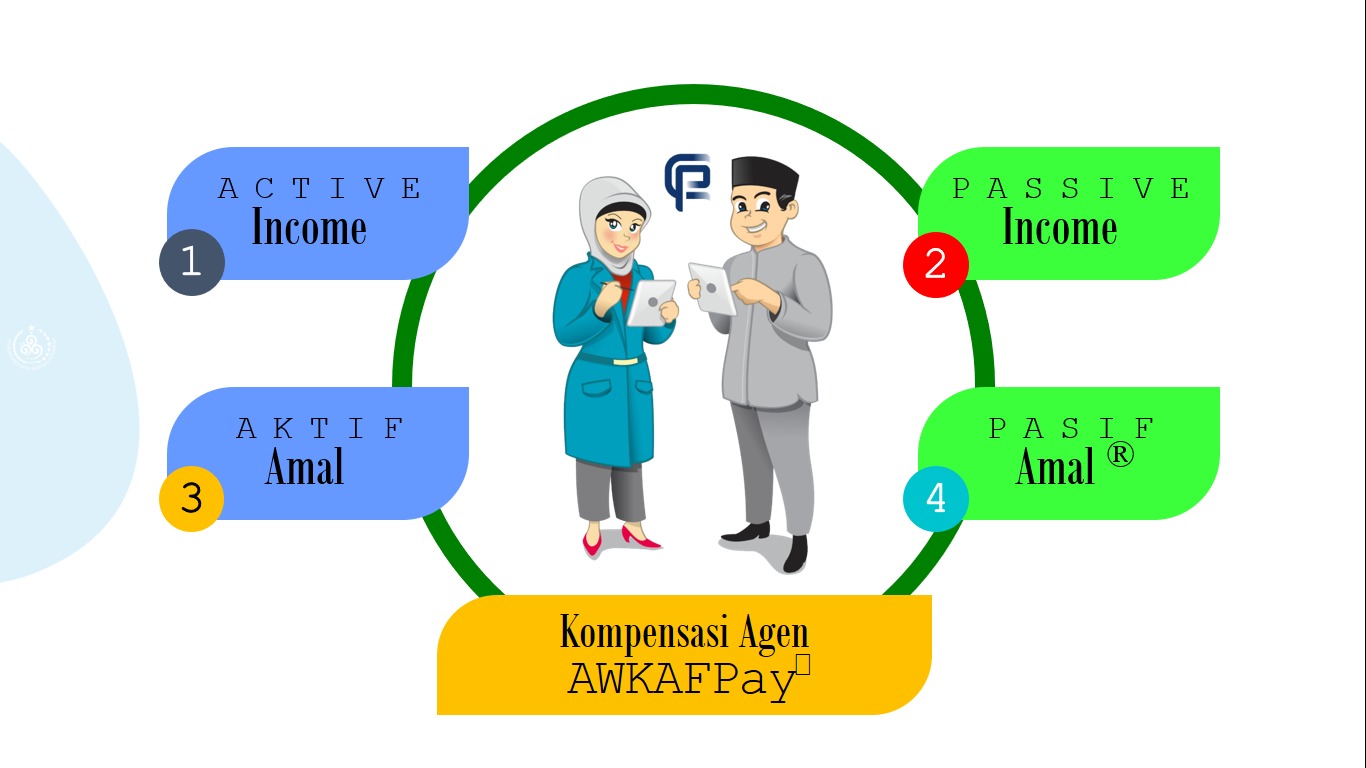 A C T I V E
Income
1
P A S S I V E
Income
2
A K T I F
Amal
3
P A S I F
Amal ®
4
Kompensasi Agen
AWKAFPay